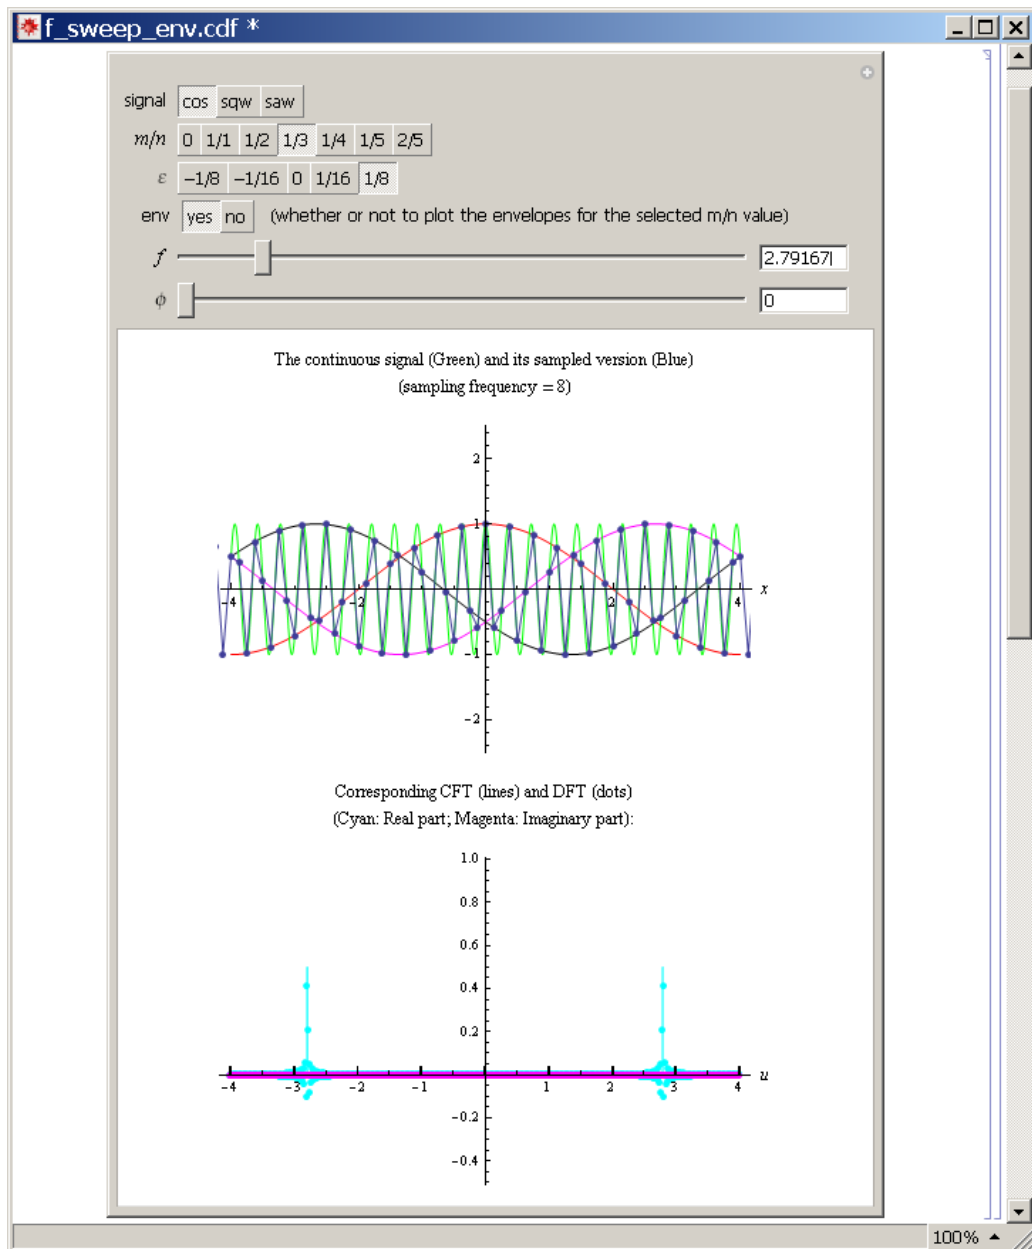 f_sweep_env.cdf *
signal cos sqw saw
m/n 0 1/1 1/2 1/3 1/4 1/5 2/5
ε −1/8 −1/16 0 1/16 1/8
env yes no (whether or not to plot the envelopes for the selected m/n value)
f 2.79167
ϕ 0
The continuous signal (Green) and its sampled version (Blue)
(sampling frequency = 8)
2
1
-4 -2 2 4 x
-1
-2
Corresponding CFT (lines) and DFT (dots)
(Cyan: Real part; Magenta: Imaginary part):
1.0
0.8
0.6
0.4
0.2
-4 -3 -2 -1 1 2 3 4 u
-0.2
-0.4
100%